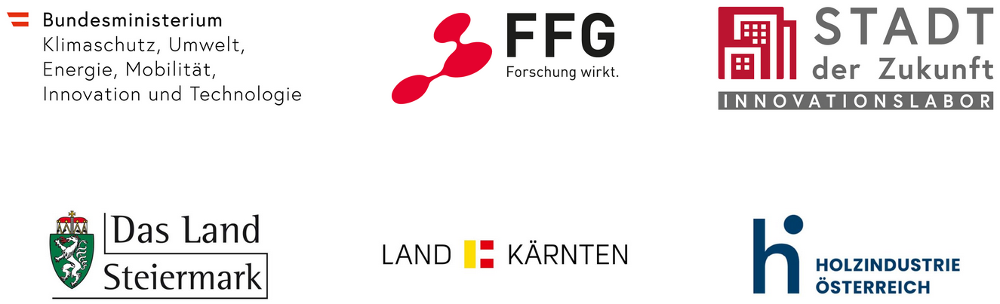 Bundesministerium
Klimaschutz, Umwelt,
Energie, Mobilität,
Innovation und Technologie
FFG
Forschung wirkt.
STADT
der Zukunft
INNOVATIONSLABOR
Das Land
Steiermark
LAND KÄRNTEN
hi
HOLZINDUSTRIE
ÖSTERREICH